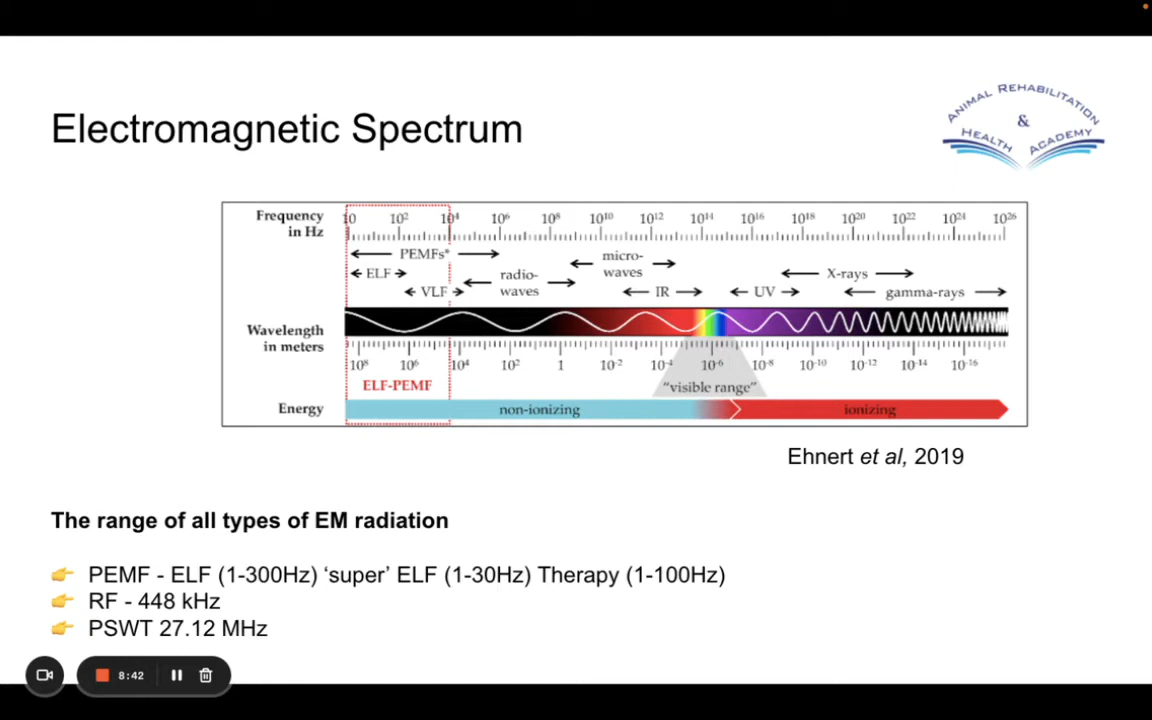 Electromagnetic Spectrum
ANIMAL REHABILITATION
&
HEALTH ACADEMY
Frequency in Hz
10 10² 10⁴ 10⁶ 10⁸ 10¹⁰ 10¹² 10¹⁴ 10¹⁶ 10¹⁸ 10²⁰ 10²² 10²⁴ 10²⁶
PEMFs*
ELF
VLF
radio-
waves
micro-
waves
IR
UV
X-rays
gamma-rays
Wavelength
in meters
10⁸ 10⁶ 10⁴ 10² 1 10⁻² 10⁻⁴ 10⁻⁶ 10⁻⁸ 10⁻¹⁰ 10⁻¹² 10⁻¹⁴ 10⁻¹⁶
ELF-PEMF
“visible range”
Energy
non-ionizing
ionizing
Ehnert et al, 2019
The range of all types of EM radiation
👉 PEMF - ELF (1-300Hz) ‘super’ ELF (1-30Hz) Therapy (1-100Hz)
👉 RF - 448 kHz
👉 PSWT 27.12 MHz
8:42